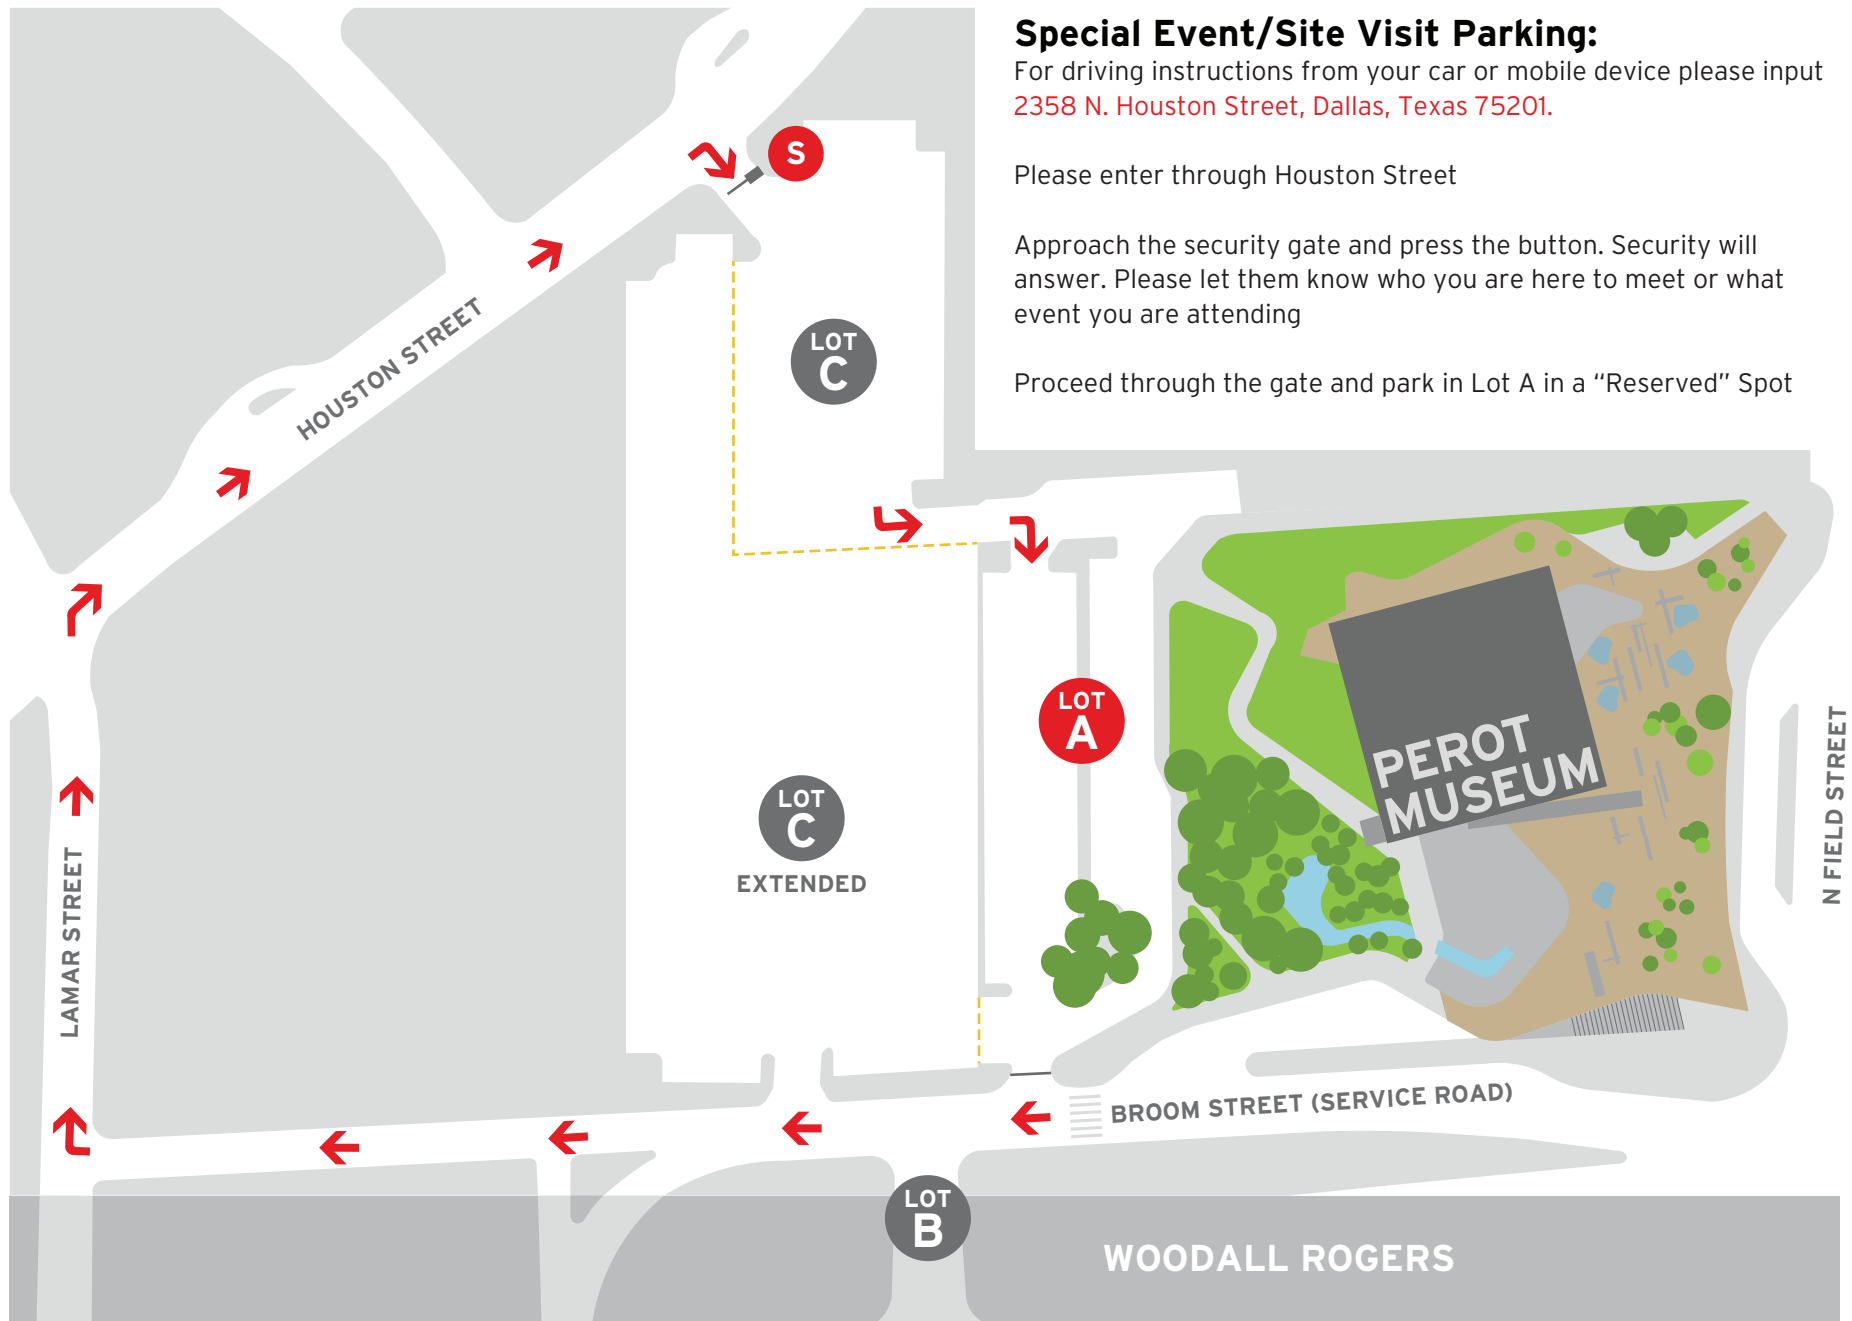 Special Event/Site Visit Parking:
For driving instructions from your car or mobile device please input
2358 N. Houston Street, Dallas, Texas 75201.
Please enter through Houston Street
Approach the security gate and press the button. Security will
answer. Please let them know who you are here to meet or what
event you are attending
Proceed through the gate and park in Lot A in a “Reserved” Spot
S
HOUSTON STREET
LOT
C
LOT
A
LOT
C
EXTENDED
PEROT
MUSEUM
N FIELD STREET
LAMAR STREET
BROOM STREET (SERVICE ROAD)
LOT
B
WOODALL ROGERS